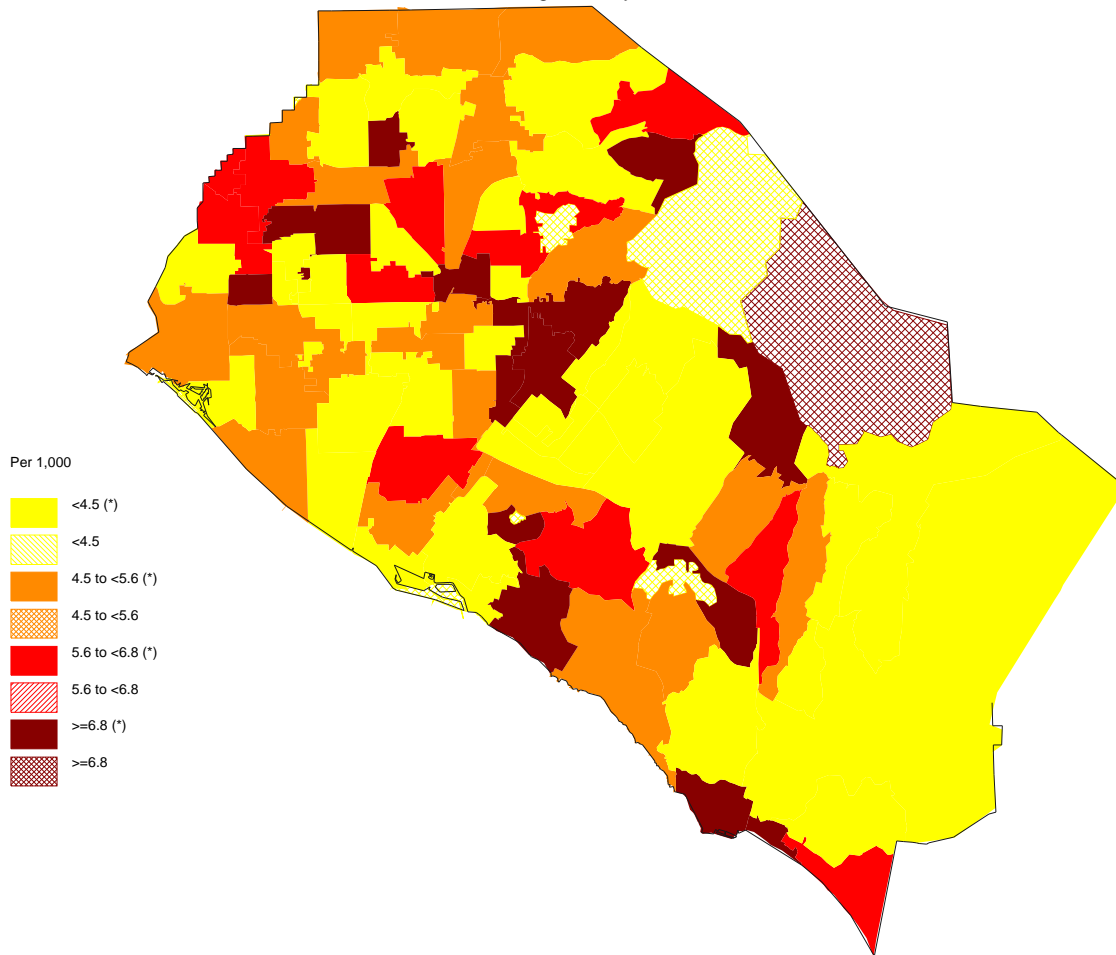 Per 1,000
<4.5 (*)
<4.5
4.5 to <5.6 (*)
4.5 to <5.6
5.6 to <6.8 (*)
5.6 to <6.8
>=6.8 (*)
>=6.8